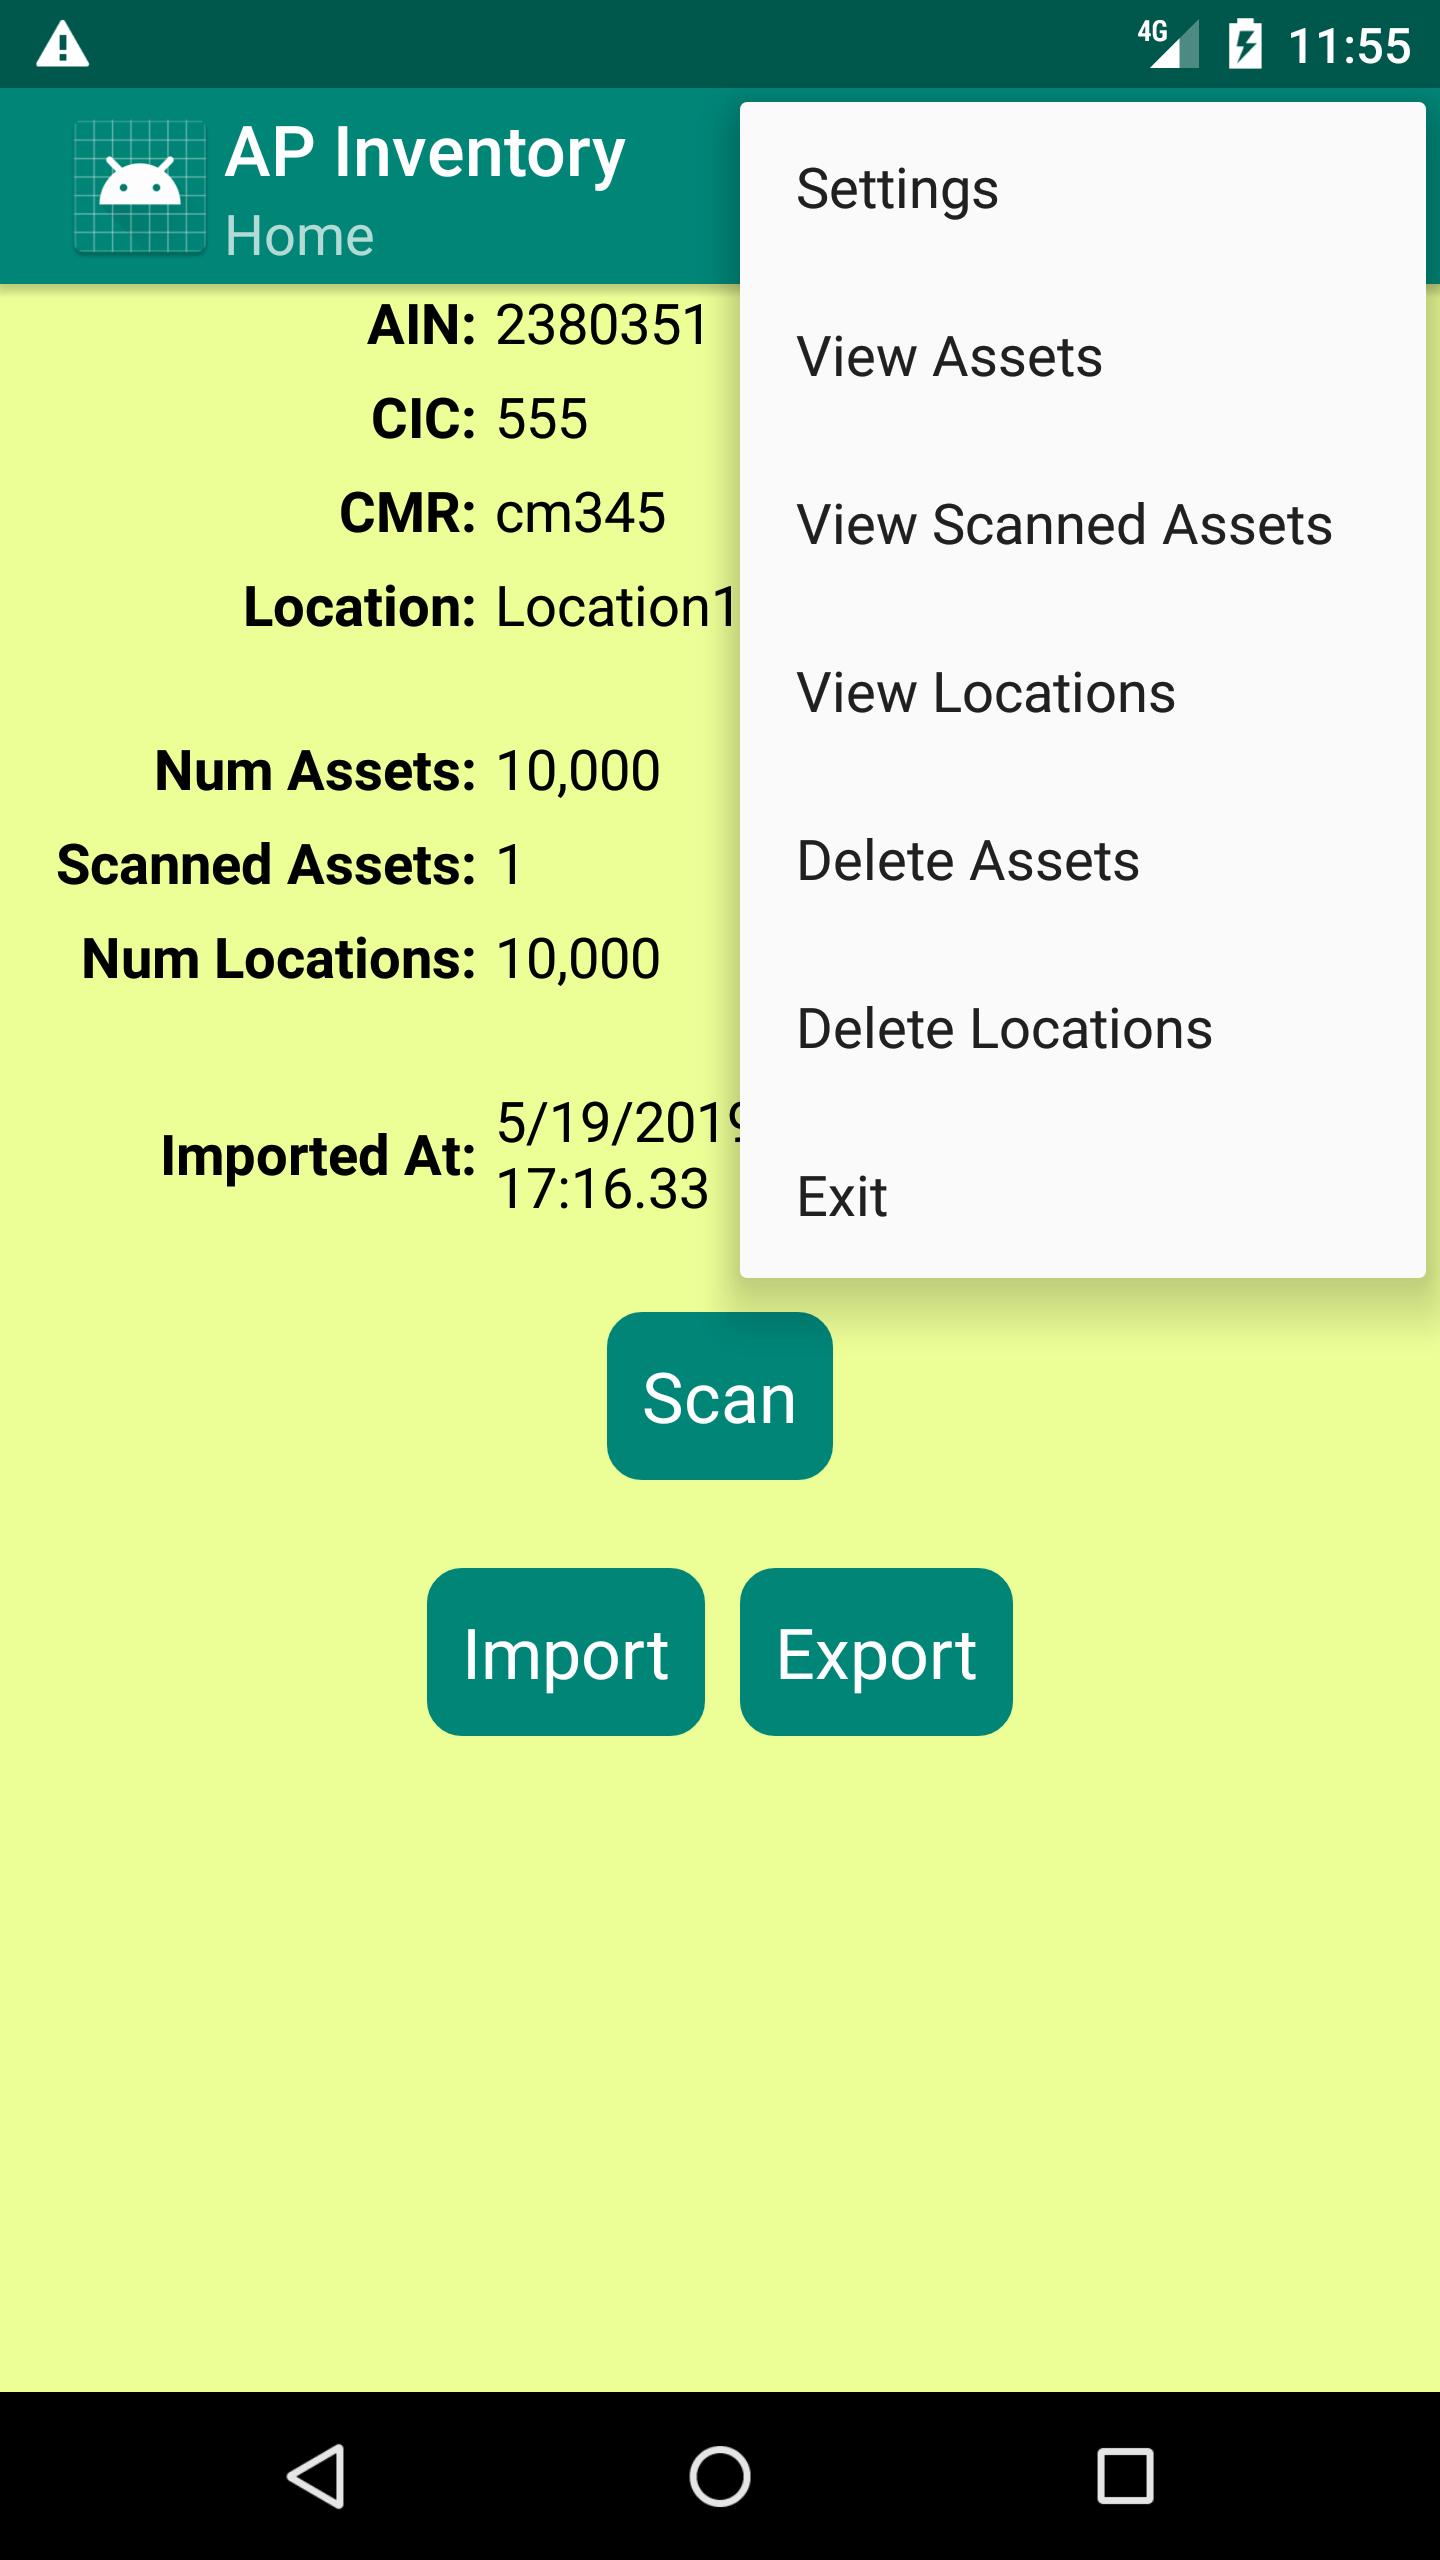 4G 11:55
AP Inventory
Home
AIN: 2380351
CIC: 555
CMR: cm345
Location: Location1
Num Assets: 10,000
Scanned Assets: 1
Num Locations: 10,000
Imported At: 5/19/2019
17:16.33
Settings
View Assets
View Scanned Assets
View Locations
Delete Assets
Delete Locations
Exit
Scan
Import Export